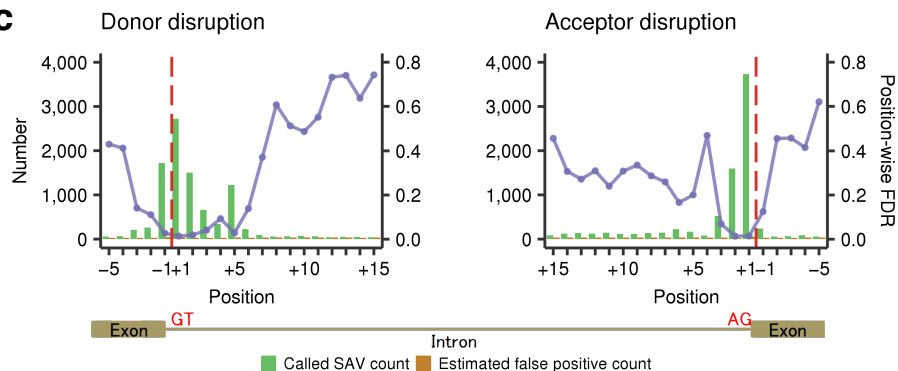 c
Donor disruption
Acceptor disruption
4,000
3,000
2,000
1,000
0
Number
0.8
0.6
0.4
0.2
0.0
−5
−1+1
+5
+10
+15
Position
4,000
3,000
2,000
1,000
0
0.8
0.6
0.4
0.2
0.0
Position-wise FDR
+15
+10
+5
+1−1
−5
Position
Exon
GT
Intron
AG
Exon
Called SAV count
Estimated false positive count